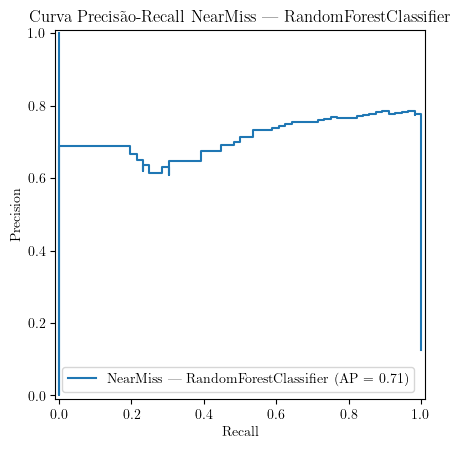 Curva Precisão-Recall NearMiss — RandomForestClassifier
1.0
0.8
0.6
0.4
0.2
0.0
Precision
NearMiss — RandomForestClassifier (AP = 0.71)
0.0 0.2 0.4 0.6 0.8 1.0
Recall